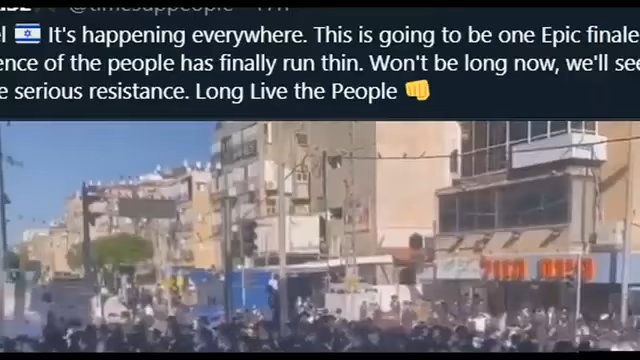 @timesuppeople
🇮🇱 It's happening everywhere. This is going to be one Epic finale
of the people has finally run thin. Won't be long now, we'll see
serious resistance. Long Live the People 👊